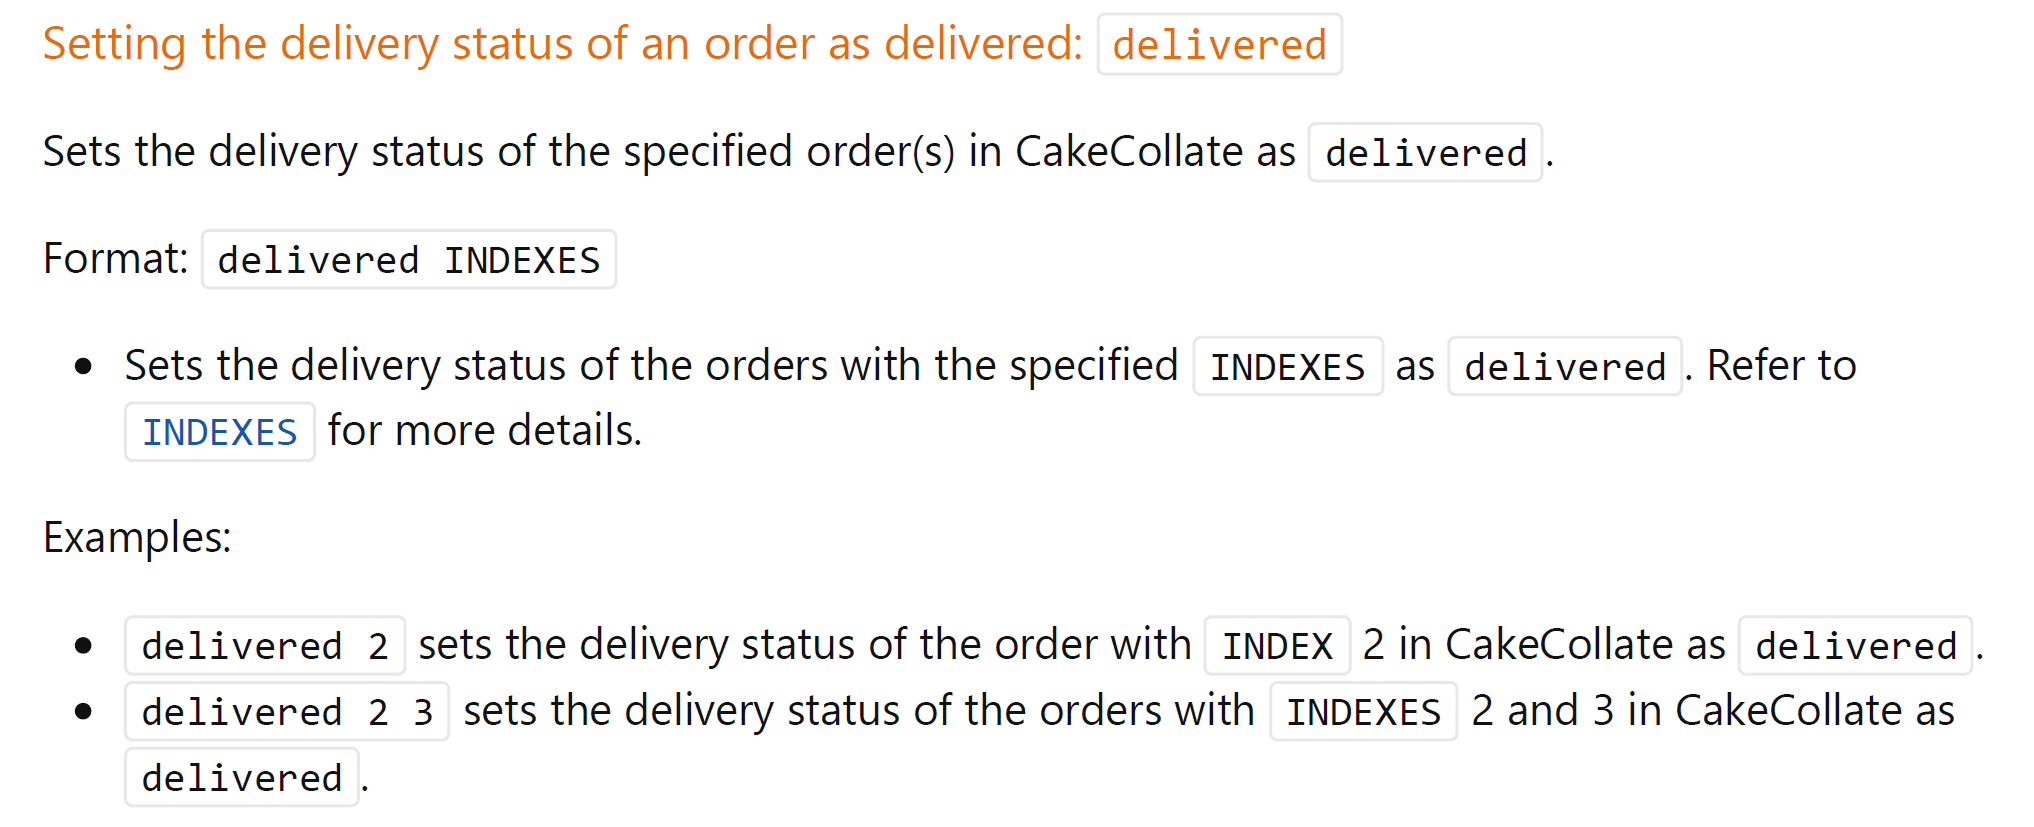 Setting the delivery status of an order as delivered: delivered
Sets the delivery status of the specified order(s) in CakeCollate as delivered.
Format: delivered INDEXES
• Sets the delivery status of the orders with the specified INDEXES as delivered. Refer to
INDEXES for more details.
Examples:
• delivered 2 sets the delivery status of the order with INDEX 2 in CakeCollate as delivered.
• delivered 2 3 sets the delivery status of the orders with INDEXES 2 and 3 in CakeCollate as
delivered.